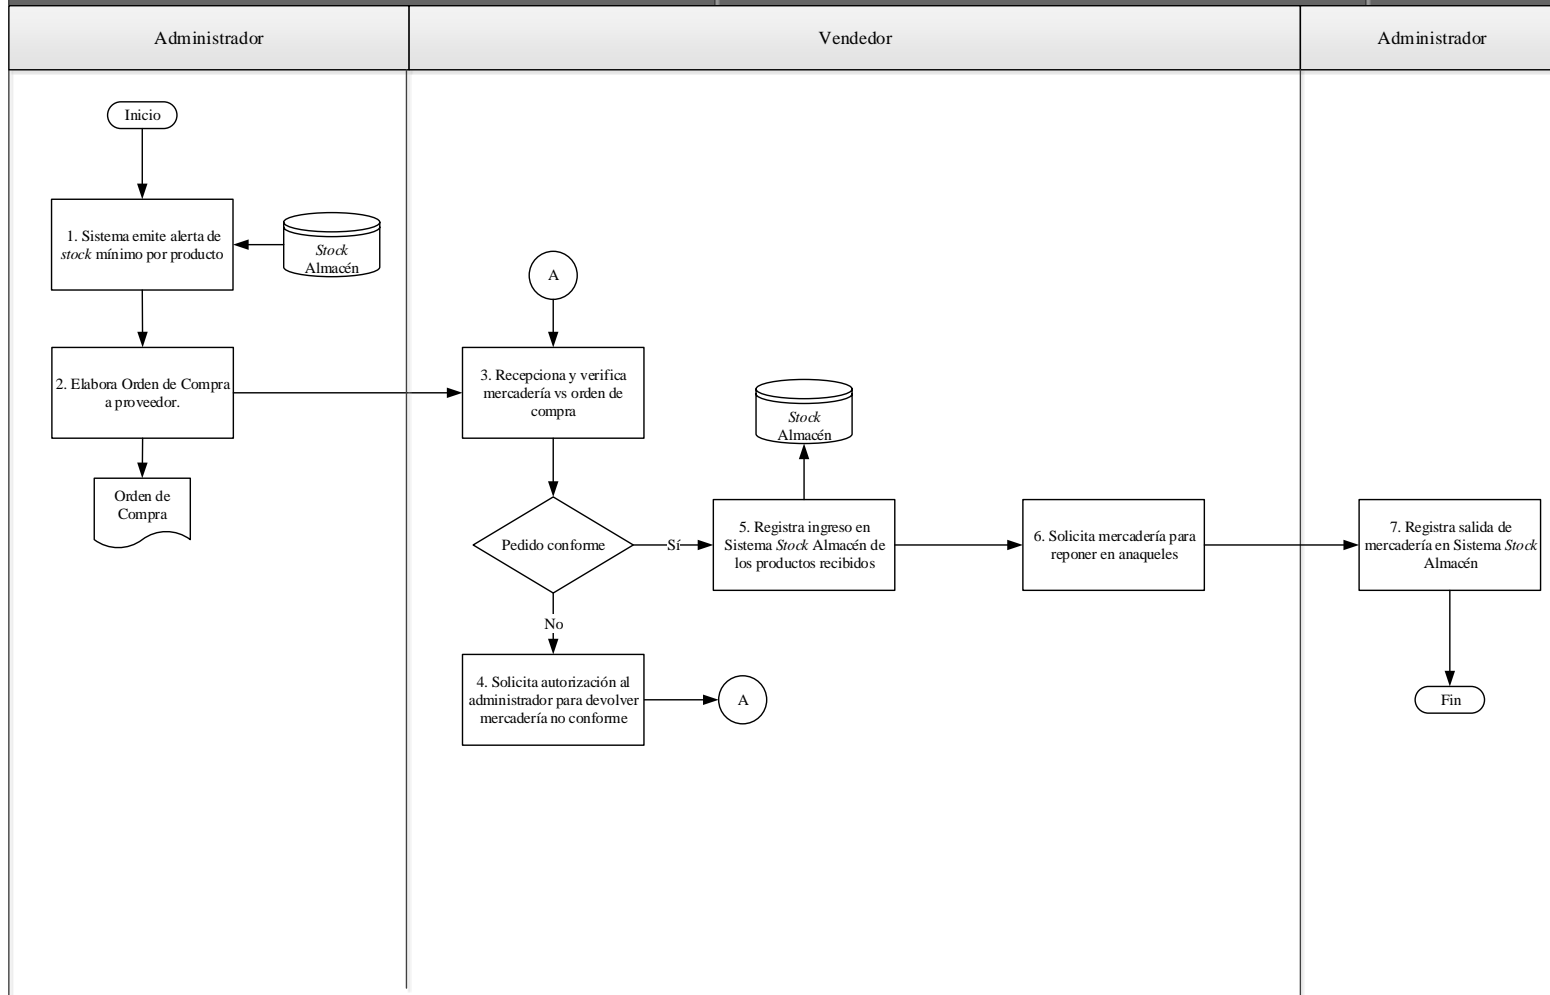 Administrador
Vendedor
Administrador
Inicio
1. Sistema emite alerta de
stock mínimo por producto
Stock
Almacén
2. Elabora Orden de Compra
a proveedor.
Orden de
Compra
A
3. Recepciona y verifica
mercadería vs orden de
compra
Pedido conforme
Sí
No
4. Solicita autorización al
administrador para devolver
mercadería no conforme
A
Stock
Almacén
5. Registra ingreso en
Sistema Stock Almacén de
los productos recibidos
6. Solicita mercadería para
reponer en anaqueles
7. Registra salida de
mercadería en Sistema Stock
Almacén
Fin